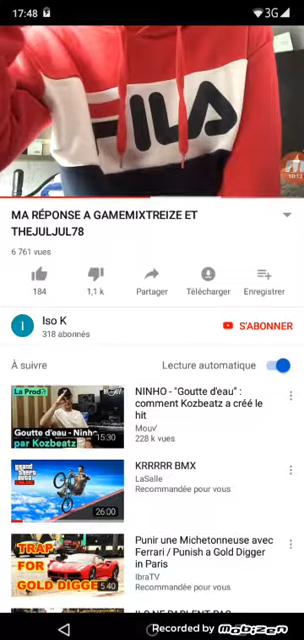 17:48
3G
FILA
10:12
MA RÉPONSE A GAMEMIXTREIZE ET
THEJULJUL78
6 761 vues
184
1,1 k
Partager
Télécharger
Enregistrer
I
Iso K
318 abonnés
S'ABONNER
À suivre
Lecture automatique
La Prod?
Goutte d'eau - Ninho
par Kozbeatz
15:30
NINHO - "Goutte d'eau" :
comment Kozbeatz a créé le
hit
Mouv'
228 k vues
26:00
KRRRRR BMX
LaSalle
Recommandée pour vous
TRAP
FOR
GOLD DIGGE
5:40
Punir une Michetonneuse avec
Ferrari / Punish a Gold Digger
in Paris
IbraTV
Recommandée pour vous
Recorded by mobizen